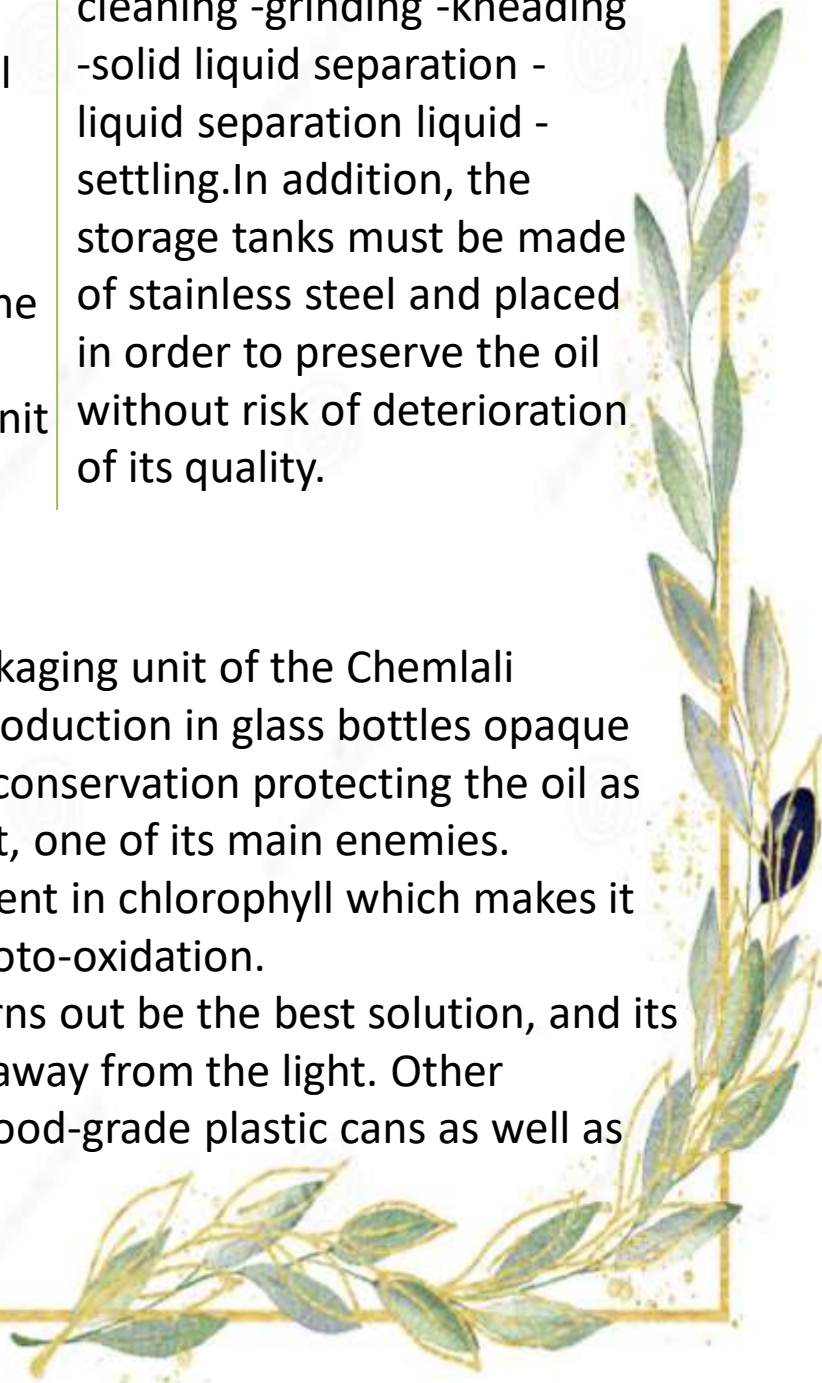 cleaning -grinding -kneading
-solid liquid separation -
liquid separation liquid -
settling.In addition, the
storage tanks must be made
of stainless steel and placed
in order to preserve the oil
without risk of deterioration
of its quality.
kaging unit of the Chemlali
oduction in glass bottles opaque
conservation protecting the oil as
t, one of its main enemies.
ent in chlorophyll which makes it
oto-oxidation.
rns out be the best solution, and its
away from the light. Other
ood-grade plastic cans as well as